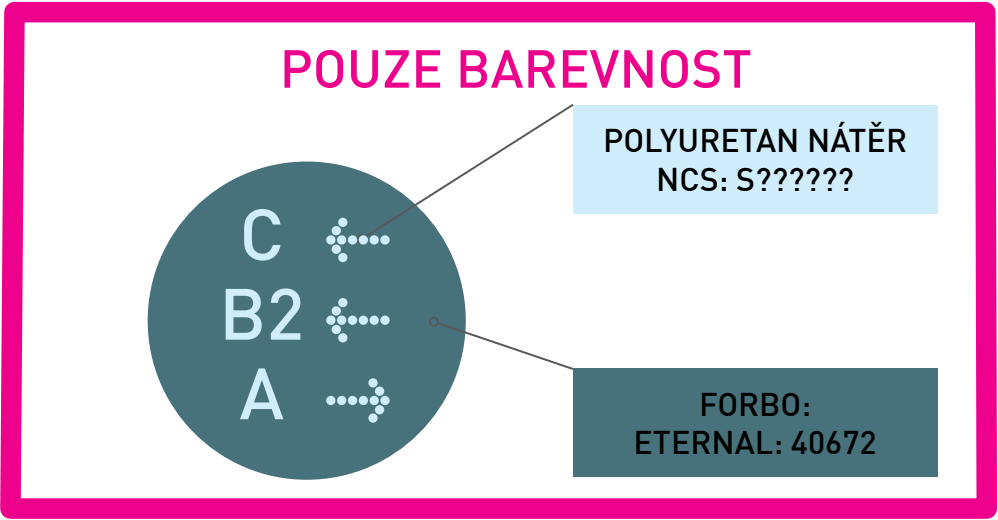 POUZE BAREVNOST
POLYURETAN NÁTĚR
NCS: S??????
C
B2
A
FORBO:
ETERNAL: 40672